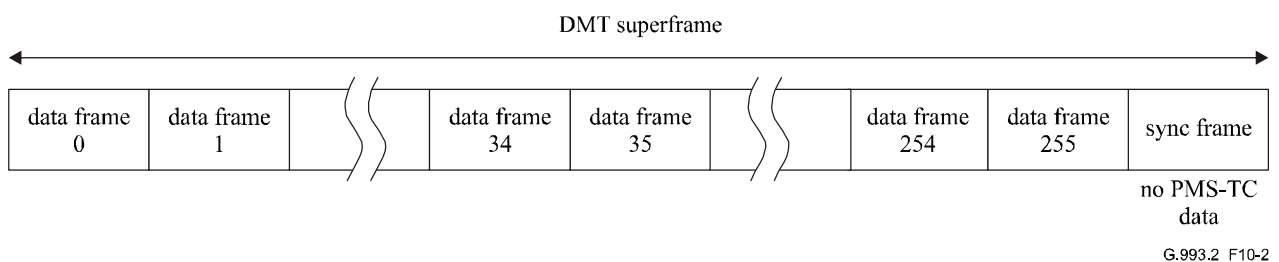 DMT superframe
data frame
0
data frame
1
data frame
34
data frame
35
data frame
254
data frame
255
sync frame
no PMS-TC
data
G.993.2 F10-2